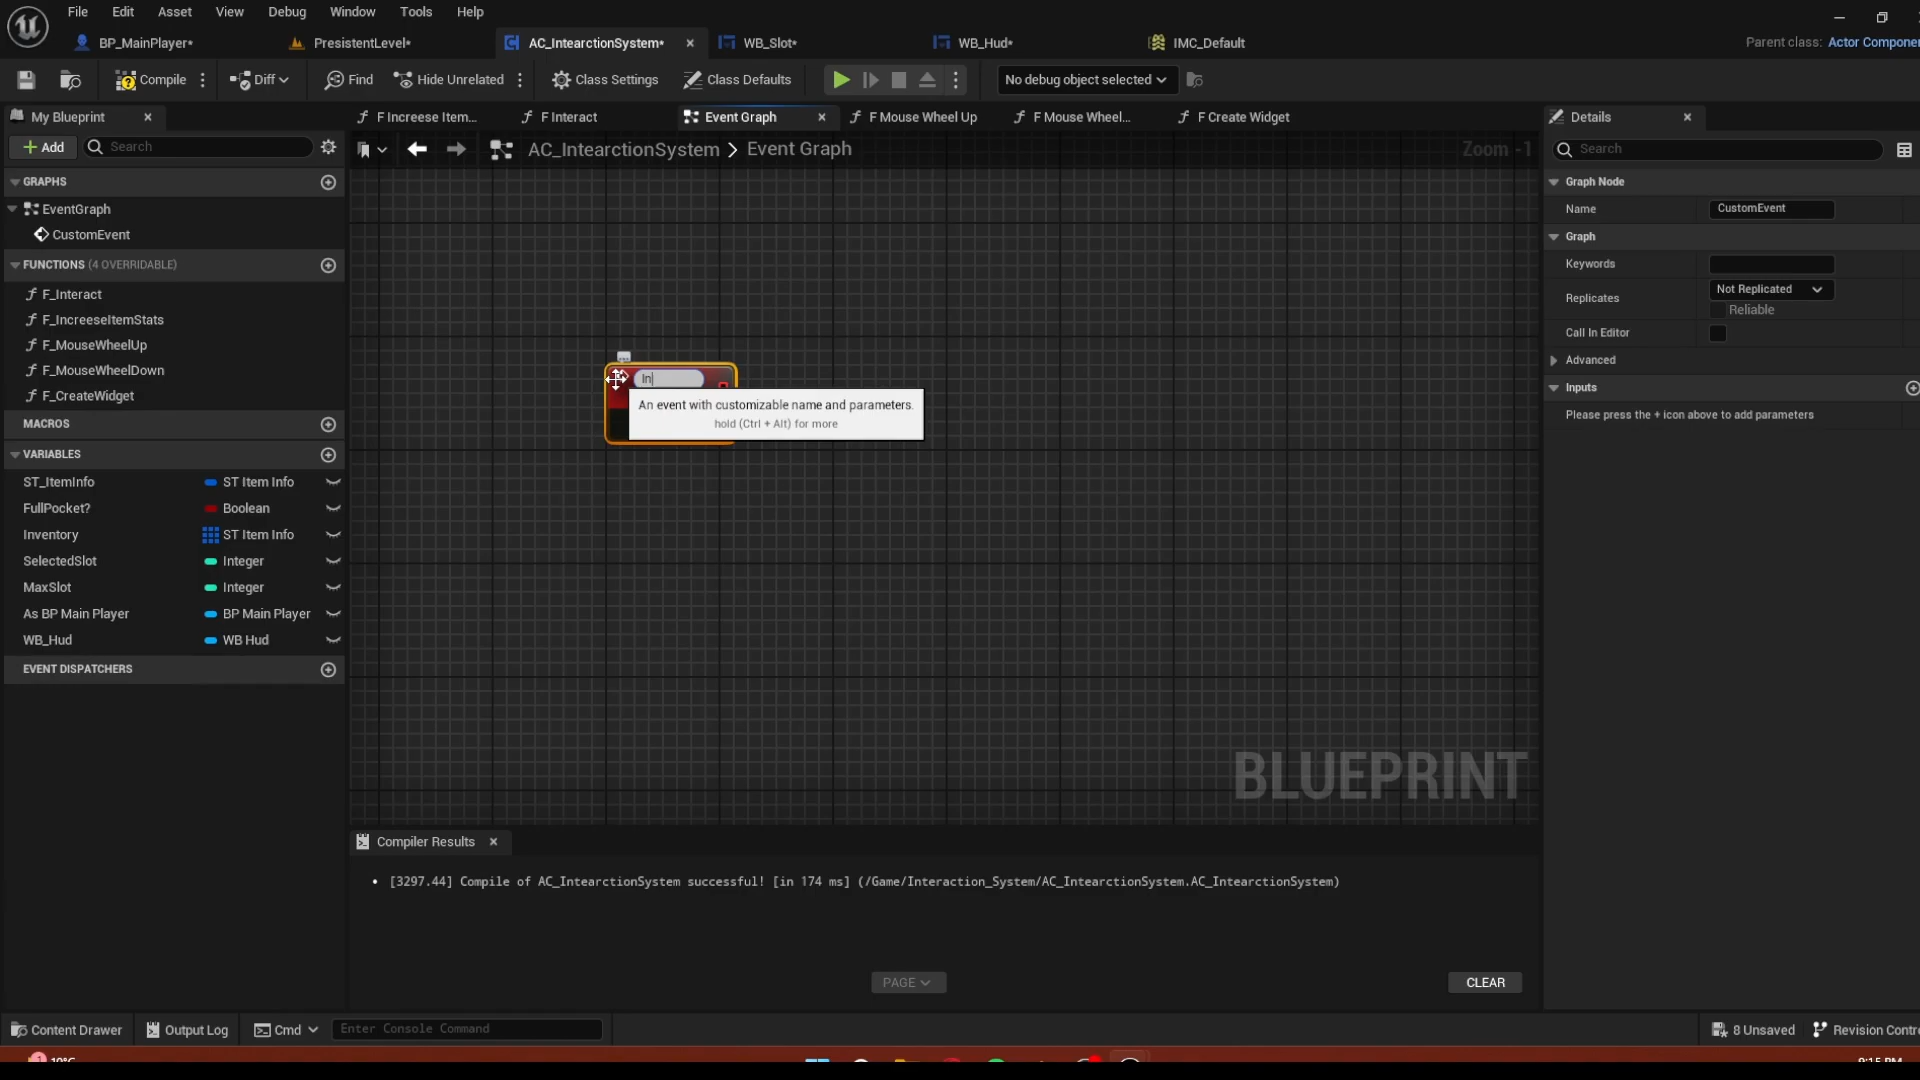 File Edit Asset View Debug Window Tools Help
BP_MainPlayer* PresistentLevel* AC_IntearctionSystem* WB_Slot* WB_Hud* IMC_Default Parent class: Actor Compone
Compile Diff Find Hide Unrelated Class Settings Class Defaults No debug object selected
My Blueprint F Increese Item... F Interact Event Graph F Mouse Wheel Up F Mouse Wheel... F Create Widget Details
Add Search AC_IntearctionSystem > Event Graph Zoom -1 Search
GRAPHS Graph Node
EventGraph Name CustomEvent
CustomEvent Graph
FUNCTIONS (4 OVERRIDABLE) Keywords
F_Interact Replicates Not Replicated
F_IncreeseItemStats Reliable
F_MouseWheelUp Call In Editor
F_MouseWheelDown Advanced
F_CreateWidget In Inputs
An event with customizable name and parameters.
MACROS hold (Ctrl + Alt) for more Please press the + icon above to add parameters
VARIABLES
ST_ItemInfo ST Item Info
FullPocket? Boolean
Inventory ST Item Info
SelectedSlot Integer
MaxSlot Integer
As BP Main Player BP Main Player
WB_Hud WB Hud
EVENT DISPATCHERS
BLUEPRINT
Compiler Results
[3297.44] Compile of AC_IntearctionSystem successful! [in 174 ms] (/Game/Interaction_System/AC_IntearctionSystem.AC_IntearctionSystem)
PAGE CLEAR
Content Drawer Output Log Cmd Enter Console Command 8 Unsaved Revision Contro